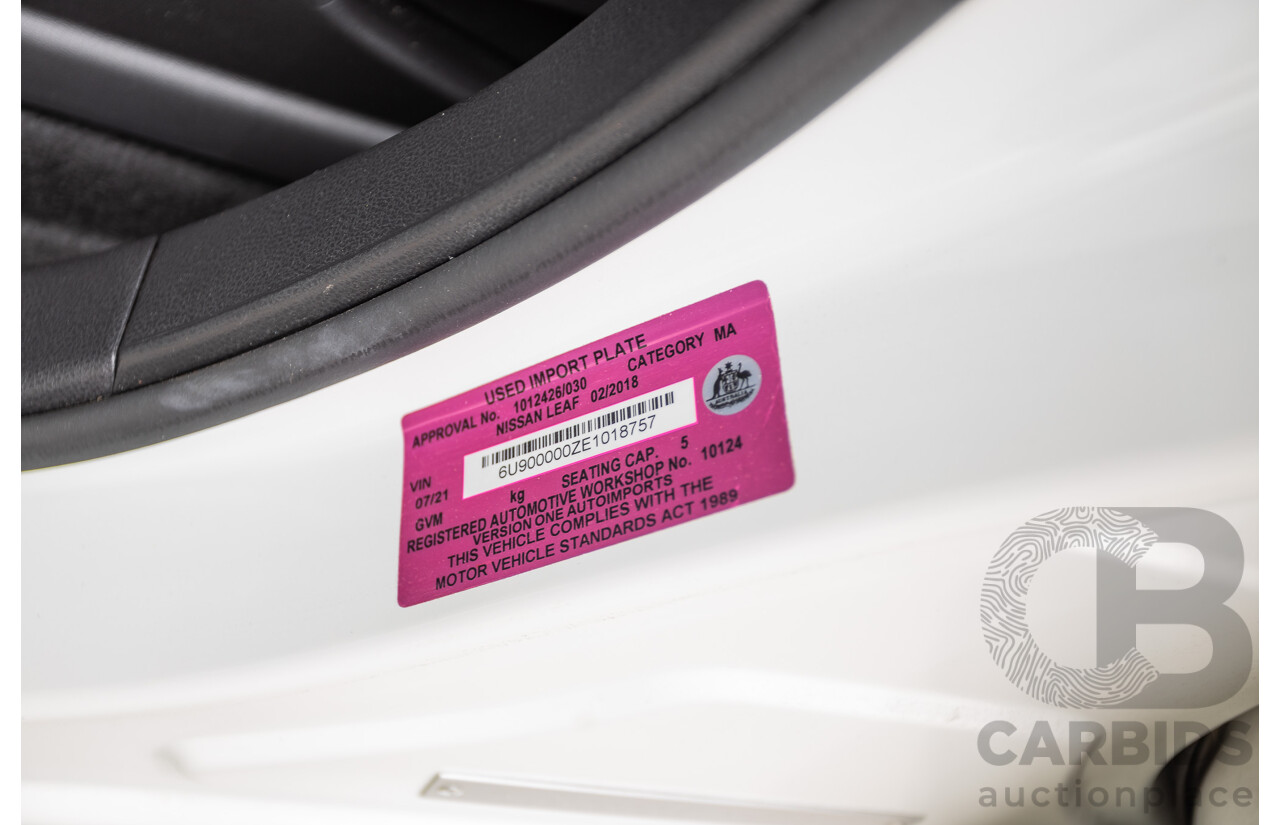 USED IMPORT PLATE
APPROVAL No. 1012426/030 CATEGORY MA
NISSAN LEAF 02/2018
AUSTRALIA
VIN 6U900000ZE1018757
07/21
GVM kg SEATING CAP. 5
REGISTERED AUTOMOTIVE WORKSHOP No. 10124
VERSION ONE AUTOIMPORTS
THIS VEHICLE COMPLIES WITH THE
MOTOR VEHICLE STANDARDS ACT 1989
CB
CARBIDS
auctionplace